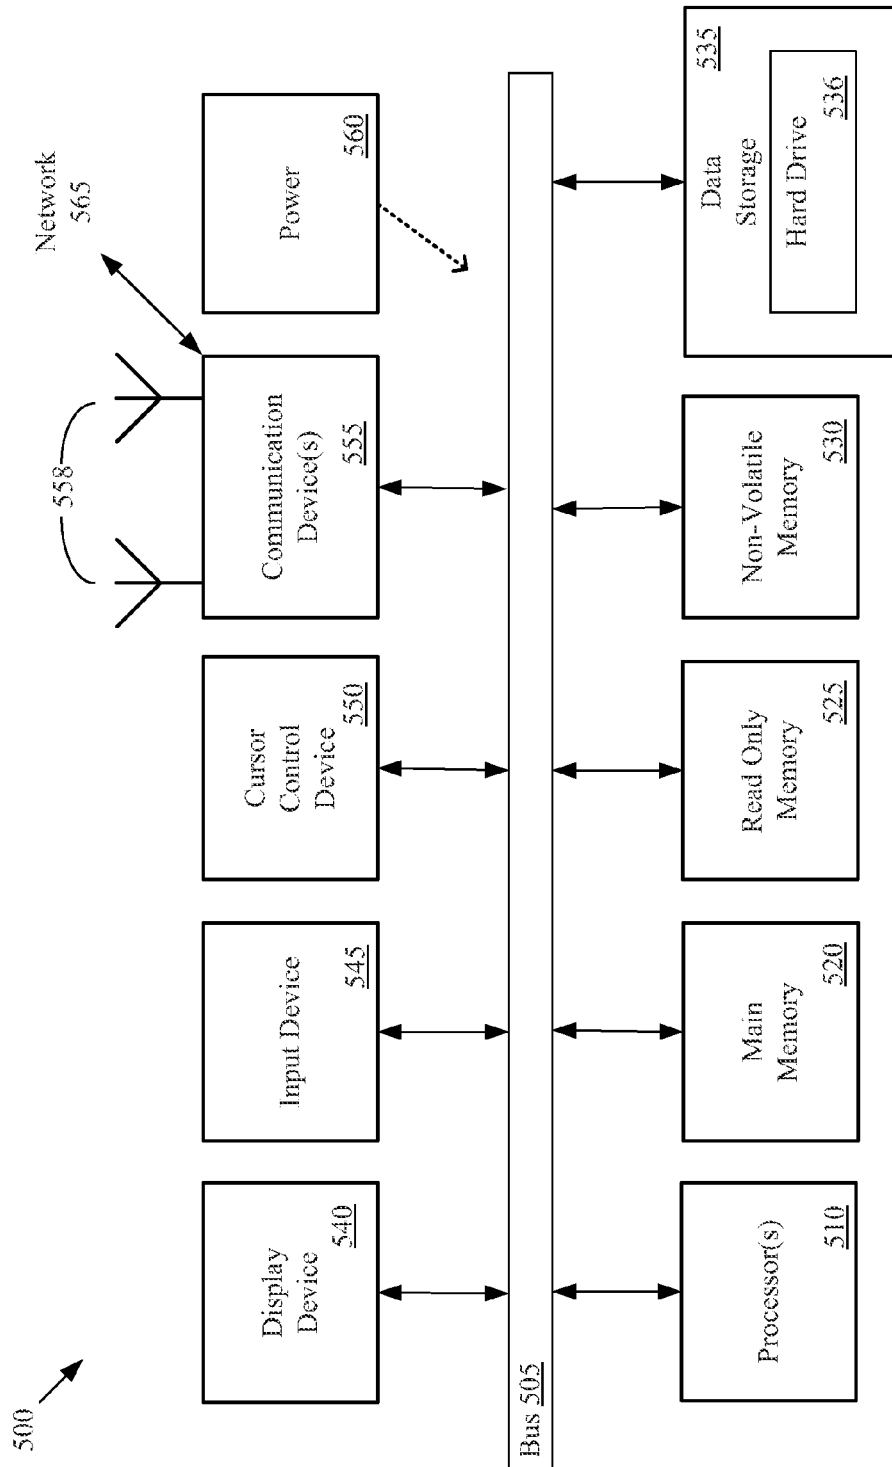 500
558
Network
565
Display
Device
540
Input Device
545
Cursor
Control
Device
550
Communication
Device(s)
555
Power
560
Bus 505
Processor(s)
510
Main
Memory
520
Read Only
Memory
525
Non-Volatile
Memory
530
Data
Storage
535
Hard Drive
536